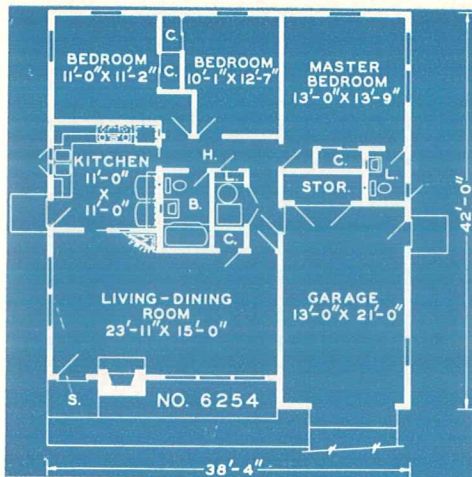 C.
BEDROOM
11'-0" X 11'-2"
C.
BEDROOM
10'-1" X 12'-7"
MASTER
BEDROOM
13'-0" X 13'-9"
KITCHEN
11'-0"
X
11'-0"
H.
C.
L.
STOR.
B.
L.
C.
42'-0"
LIVING-DINING
ROOM
23'-11" X 15'-0"
GARAGE
13'-0" X 21'-0"
S.
NO. 6254
38'-4"